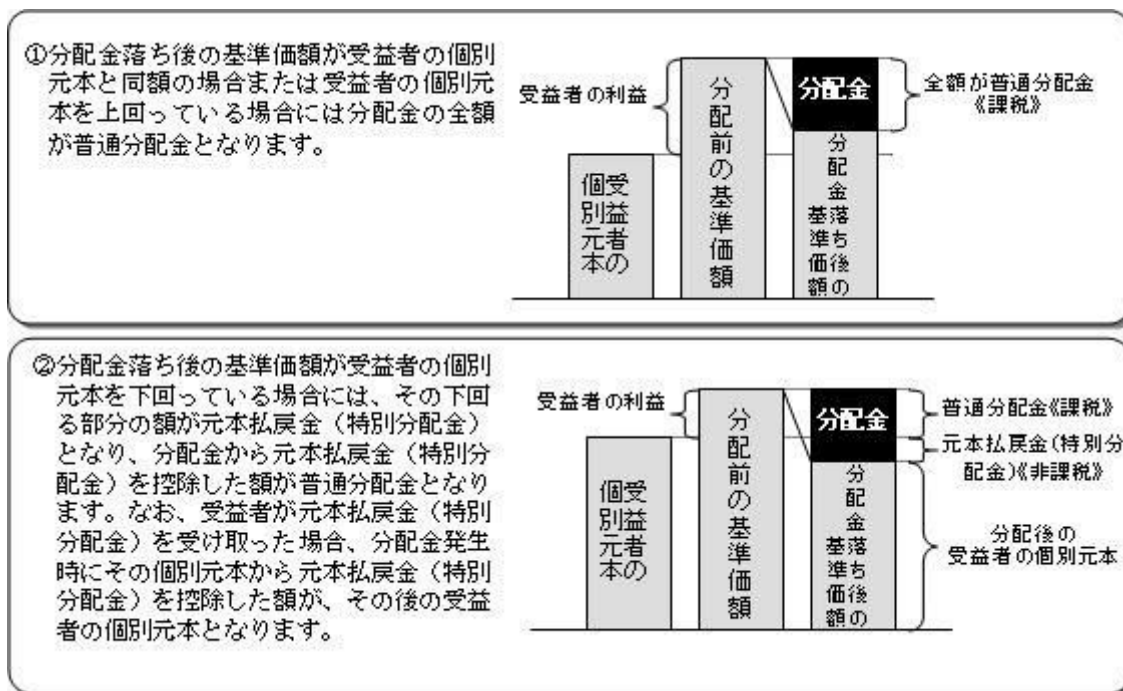 ①分配金落ち後の基準価額が受益者の個別
元本と同額の場合または受益者の個別元
本を上回っている場合には分配金の全額
が普通分配金となります。
受益者の利益
受益者の
個別元本
分配前の基準価額
分配金
分配金落ち後の
基準価額
全額が普通分配金
《課税》
②分配金落ち後の基準価額が受益者の個別
元本を下回っている場合には、その下回
る部分の額が元本払戻金（特別分配金）
となり、分配金から元本払戻金（特別分
配金）を控除した額が普通分配金となり
ます。なお、受益者が元本払戻金（特別
分配金）を受け取った場合、分配金発生
時にその個別元本から元本払戻金（特別
分配金）を控除した額が、その後の受益
者の個別元本となります。
受益者の利益
受益者の
個別元本
分配前の基準価額
分配金
分配金落ち後の
基準価額
普通分配金《課税》
元本払戻金(特別分
配金)《非課税》
分配後の
受益者の個別元本